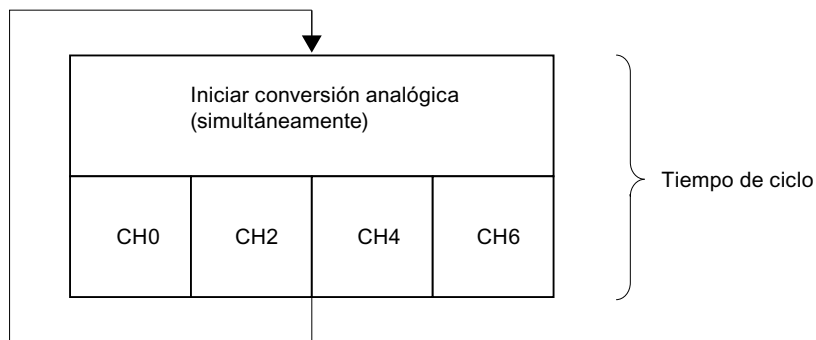 Iniciar conversión analógica
(simultáneamente)
Tiempo de ciclo
CH0
CH2
CH4
CH6